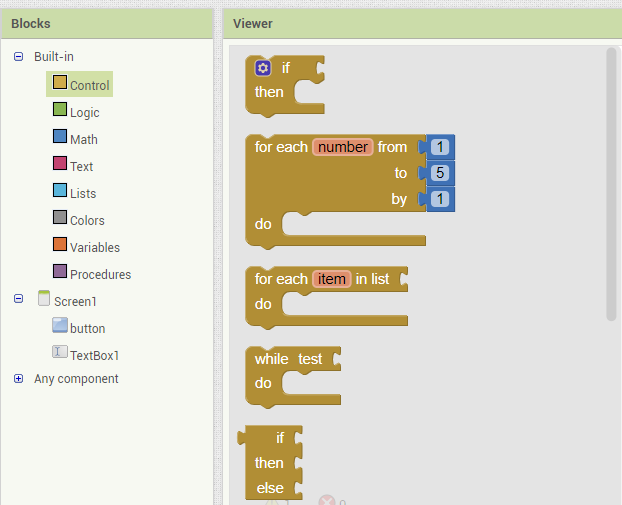 Blocks
Built-in
Control
Logic
Math
Text
Lists
Colors
Variables
Procedures
Screen1
button
TextBox1
Any component
Viewer
if
then
for each number from 1
to 5
by 1
do
for each item in list
do
while test
do
if
then
else